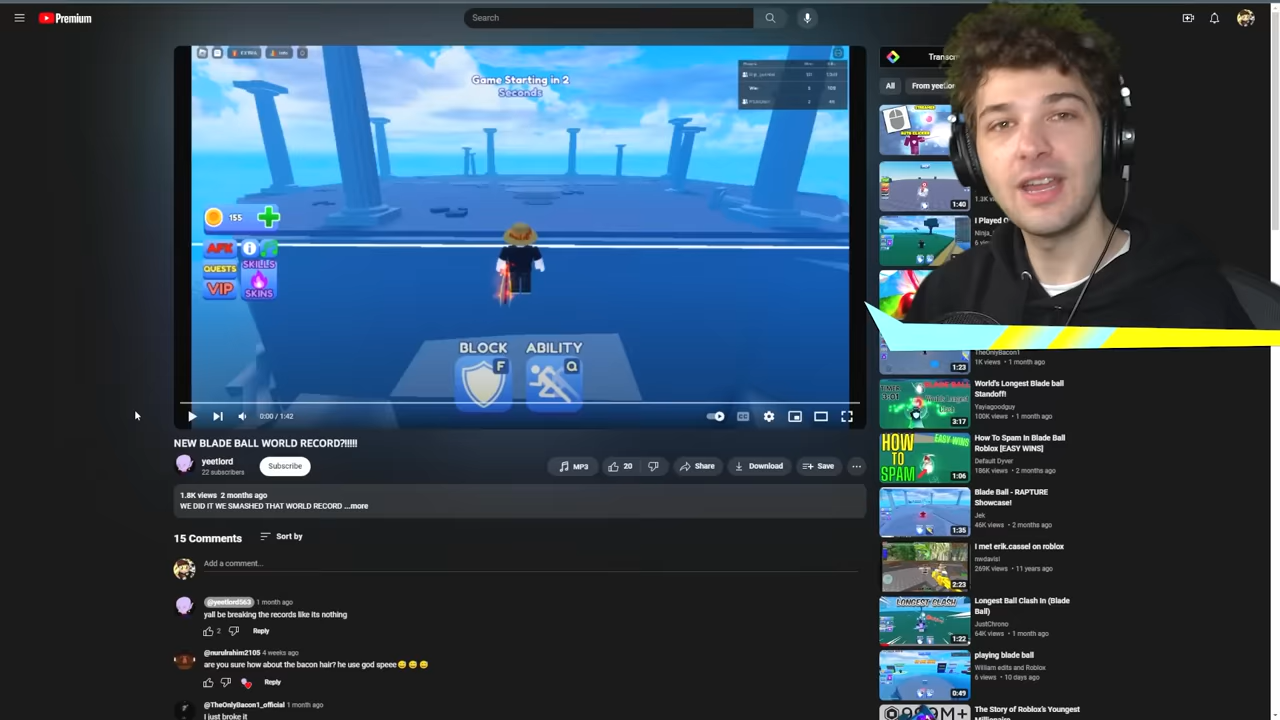 Premium
Search
Game Starting in 2
Seconds
155
AFK
SKILLS
QUESTS
VIP
SKINS
BLOCK
ABILITY
F
Q
0:00 / 1:42
NEW BLADE BALL WORLD RECORD?!!!!!
yeetlord
22 subscribers
Subscribe
MP3
20
Share
Download
Save
1.8K views 2 months ago
WE DID IT WE SMASHED THAT WORLD RECORD ...more
15 Comments
Sort by
Add a comment...
@yeetlord563 1 month ago
yall be breaking the records like its nothing
2
Reply
@nurulrahim2105 4 weeks ago
are you sure how about the bacon hair? he use god speee😅 😅 😅
Reply
@TheOnlyBacon1_official 1 month ago
I just broke it
All
1:40
I Played
TheOnlyBacon1
1K views • 1 month ago
1:23
World's Longest Blade ball
Standoff!
Yayiagoodguy
100K views • 1 month ago
3:17
HOW TO SPAM
EASY WINS
How To Spam In Blade Ball
Roblox [EASY WINS]
Default Dyver
186K views • 2 months ago
1:06
Blade Ball - RAPTURE
Showcase!
Jek
46K views • 2 months ago
1:35
I met erik.cassel on roblox
nwdavisl
269K views • 11 years ago
2:23
LONGEST CLASH
Longest Ball Clash In (Blade
Ball)
JustChrono
64K views • 1 month ago
1:22
playing blade ball
William edits and Roblox
6 views • 10 days ago
0:49
The Story of Roblox's Youngest
Millionaire